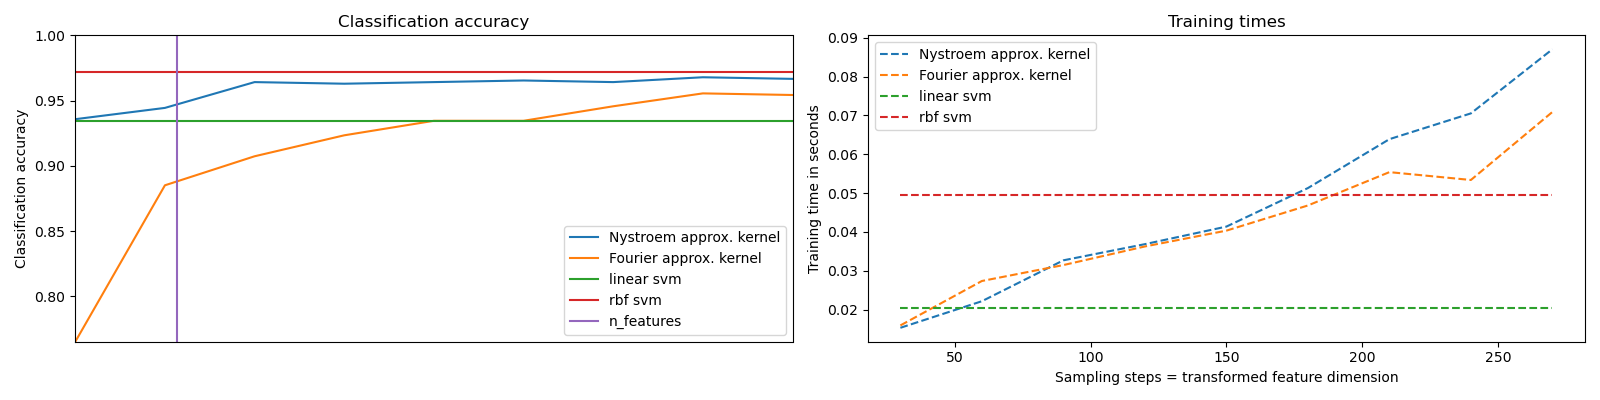 Classification accuracy
Classification accuracy
1.00
0.95
0.90
0.85
0.80
Nystroem approx. kernel
Fourier approx. kernel
linear svm
rbf svm
n_features
Training times
Training time in seconds
0.09
0.08
0.07
0.06
0.05
0.04
0.03
0.02
Nystroem approx. kernel
Fourier approx. kernel
linear svm
rbf svm
50 100 150 200 250
Sampling steps = transformed feature dimension